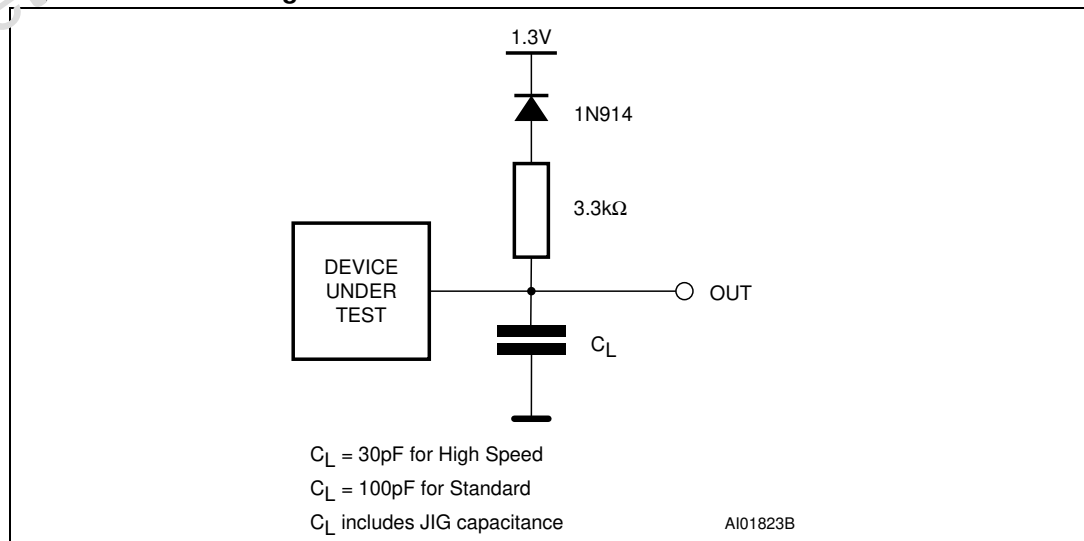 1.3V
1N914
3.3kΩ
DEVICE
UNDER
TEST
OUT
CL
CL = 30pF for High Speed
CL = 100pF for Standard
CL includes JIG capacitance
AI01823B